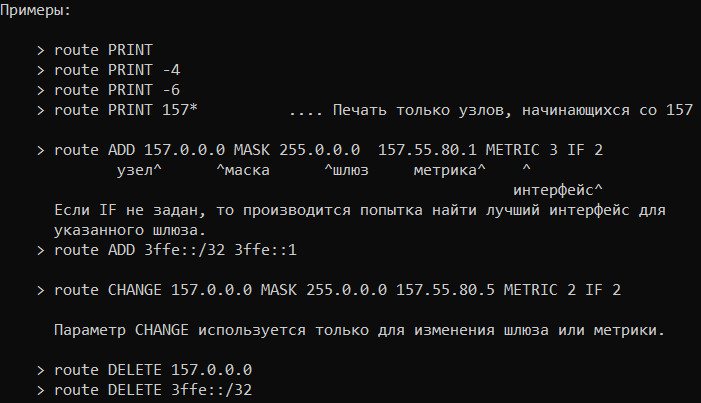 Примеры:
> route PRINT
> route PRINT -4
> route PRINT -6
> route PRINT 157*          .... Печать только узлов, начинающихся со 157
> route ADD 157.0.0.0 MASK 255.0.0.0  157.55.80.1 METRIC 3 IF 2
узел^      ^маска      ^шлюз     метрика^    ^
интерфейс^
Если IF не задан, то производится попытка найти лучший интерфейс для
указанного шлюза.
> route ADD 3ffe::/32 3ffe::1
> route CHANGE 157.0.0.0 MASK 255.0.0.0 157.55.80.5 METRIC 2 IF 2
Параметр CHANGE используется только для изменения шлюза или метрики.
> route DELETE 157.0.0.0
> route DELETE 3ffe::/32